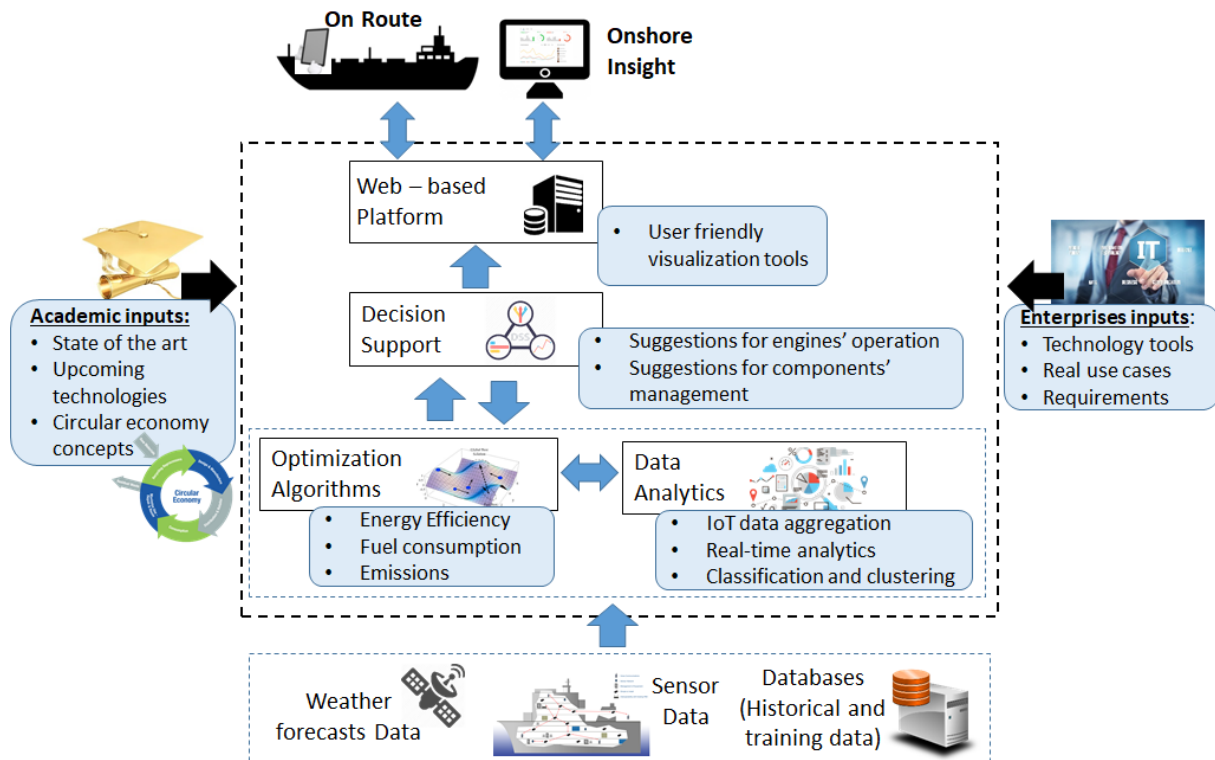 On Route
Onshore
Insight
Web – based
Platform
• User friendly
visualization tools
Academic inputs:
• State of the art
• Upcoming
technologies
• Circular economy
concepts
Circular
Economy
IT
Enterprises inputs:
• Technology tools
• Real use cases
• Requirements
Decision
Support
DSS
• Suggestions for engines’ operation
• Suggestions for components’
management
Optimization
Algorithms
• Energy Efficiency
• Fuel consumption
• Emissions
Data
Analytics
• IoT data aggregation
• Real-time analytics
• Classification and clustering
Weather
forecasts Data
Sensor
Data
Databases
(Historical and
training data)